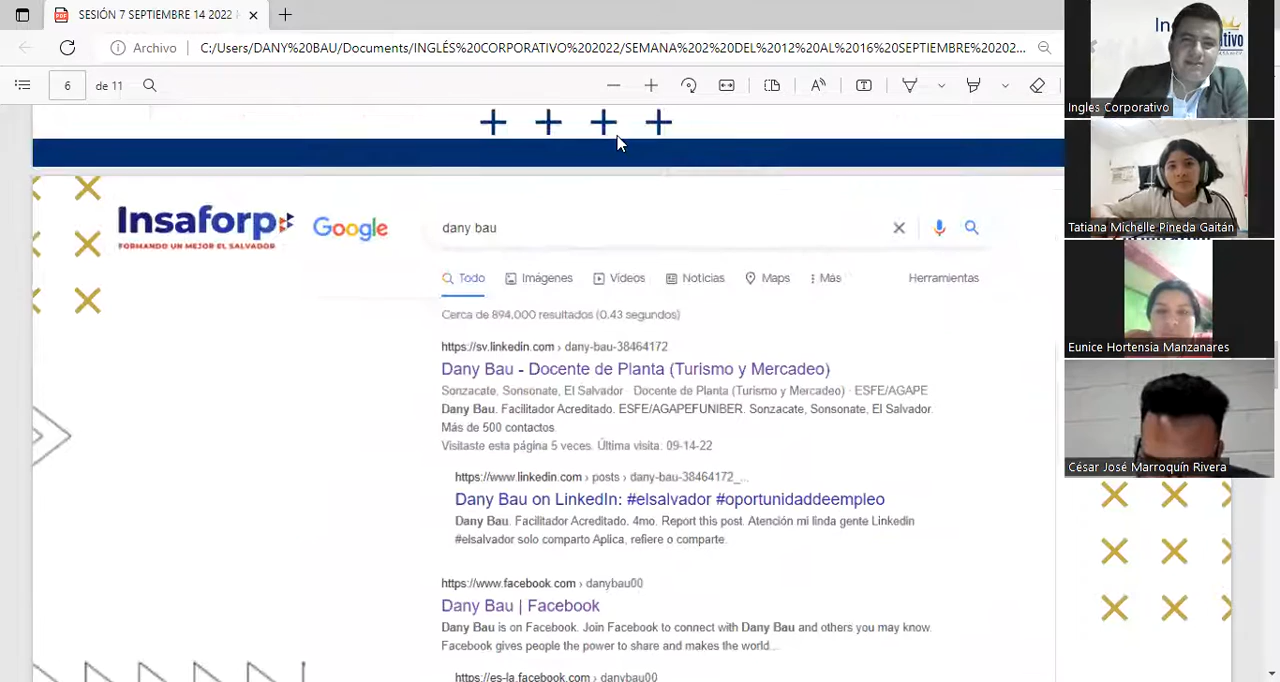 SESIÓN 7 SEPTIEMBRE 14 2022
Archivo
C:/Users/DANY%20BAU/Documents/INGLÉS%20CORPORATIVO%202022/SEMANA%202%20DEL%2012%20AL%2016%20SEPTIEMBRE%20202...
6 de 11
Insaforp
FORMANDO UN MEJOR EL SALVADOR
Google
dany bau
Todo Imágenes Vídeos Noticias Maps Más Herramientas
Cerca de 894,000 resultados (0.43 segundos)
https://sv.linkedin.com › dany-bau-38464172
Dany Bau - Docente de Planta (Turismo y Mercadeo)
Sonzacate, Sonsonate, El Salvador Docente de Planta (Turismo y Mercadeo) · ESFE/AGAPE
Dany Bau. Facilitador Acreditado. ESFE/AGAPEFUNIBER. Sonzacate, Sonsonate, El Salvador.
Más de 500 contactos
Visitaste esta página 5 veces. Última visita: 09-14-22
https://www.linkedin.com › posts › dany-bau-38464172_...
Dany Bau on LinkedIn: #elsalvador #oportunidaddeempleo
Dany Bau. Facilitador Acreditado. 4mo. Report this post. Atención mi linda gente Linkedin
#elsalvador solo comparto Aplica, refiere o comparte.
https://www.facebook.com › danybau00
Dany Bau | Facebook
Dany Bau is on Facebook. Join Facebook to connect with Dany Bau and others you may know.
Facebook gives people the power to share and makes the world...
https://es-la.facebook.com › danybau00
Ingles Corporativo
Tatiana Michelle Pineda Gaitán
Eunice Hortensia Manzanares
César José Marroquín Rivera